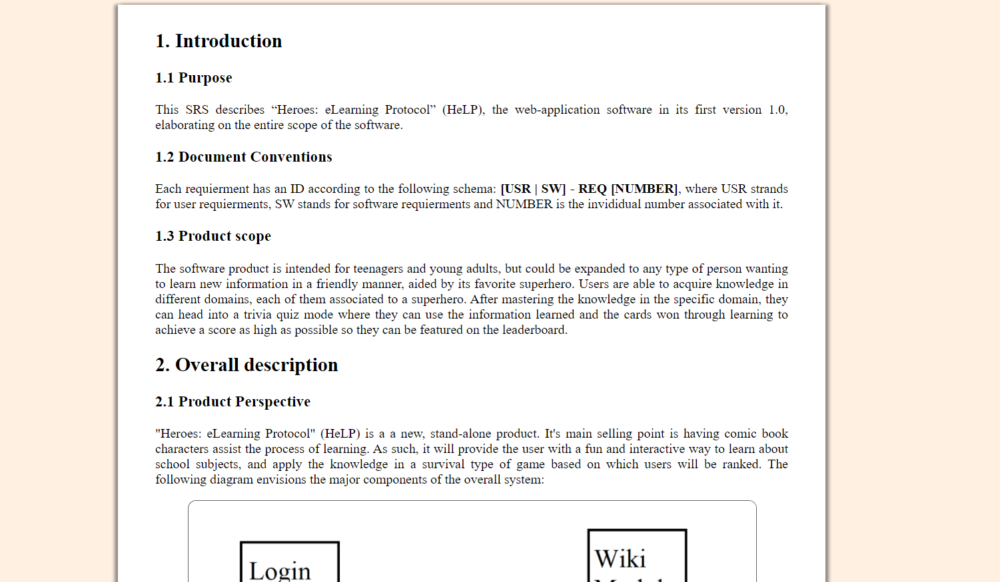 1. Introduction
1.1 Purpose
This SRS describes “Heroes: eLearning Protocol” (HeLP), the web-application software in its first version 1.0,
elaborating on the entire scope of the software.
1.2 Document Conventions
Each requierment has an ID according to the following schema: [USR | SW] - REQ [NUMBER], where USR strands
for user requierments, SW stands for software requierments and NUMBER is the invididual number associated with it.
1.3 Product scope
The software product is intended for teenagers and young adults, but could be expanded to any type of person wanting
to learn new information in a friendly manner, aided by its favorite superhero. Users are able to acquire knowledge in
different domains, each of them associated to a superhero. After mastering the knowledge in the specific domain, they
can head into a trivia quiz mode where they can use the information learned and the cards won through learning to
achieve a score as high as possible so they can be featured on the leaderboard.
2. Overall description
2.1 Product Perspective
"Heroes: eLearning Protocol" (HeLP) is a a new, stand-alone product. It's main selling point is having comic book
characters assist the process of learning. As such, it will provide the user with a fun and interactive way to learn about
school subjects, and apply the knowledge in a survival type of game based on which users will be ranked. The
following diagram envisions the major components of the overall system:
Login
Wiki